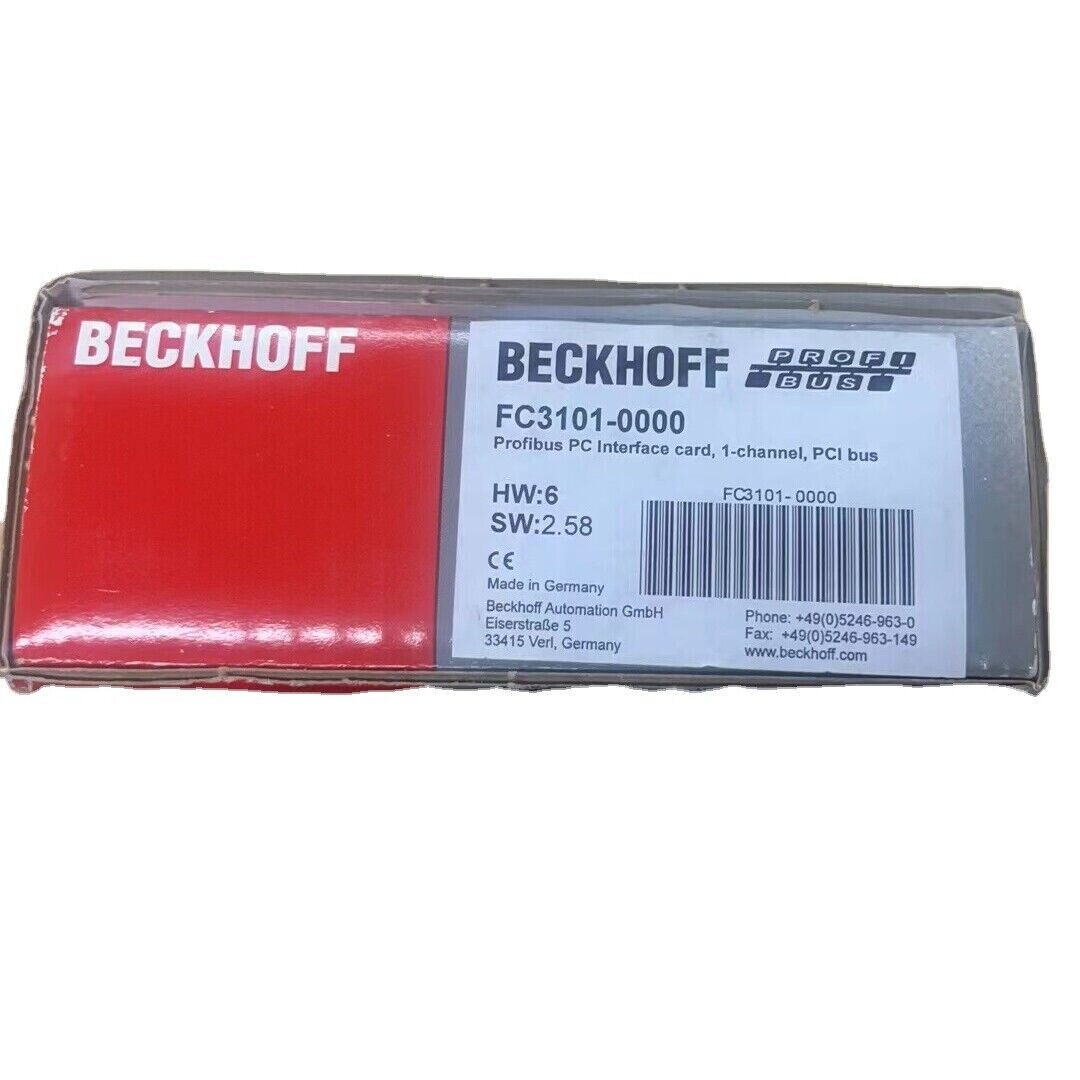 BECKHOFF
BECKHOFF PROFI
BUS
FC3101-0000
Profibus PC Interface card, 1-channel, PCI bus
HW:6
SW:2.58
FC3101- 0000
CE
Made in Germany
Beckhoff Automation GmbH
Eiserstraße 5
33415 Verl, Germany
Phone: +49(0)5246-963-0
Fax: +49(0)5246-963-149
www.beckhoff.com